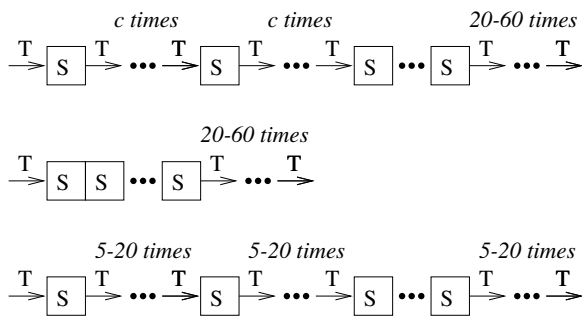 c times c times 20-60 times
T T T T T T T
S S S S
20-60 times
T T T
S S S
5-20 times 5-20 times 5-20 times
T T T T T T T
S S S S